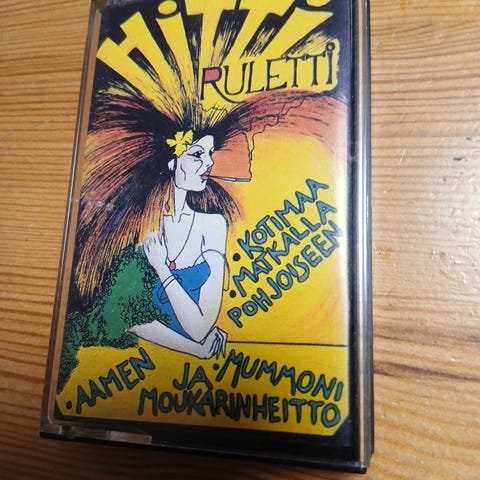 HiTTi
RULETTi
• KOTIMAA
• MATKALLA
POHJOISEEN
• AAMEN JA • MUMMONI
MOUKARINHEITTO